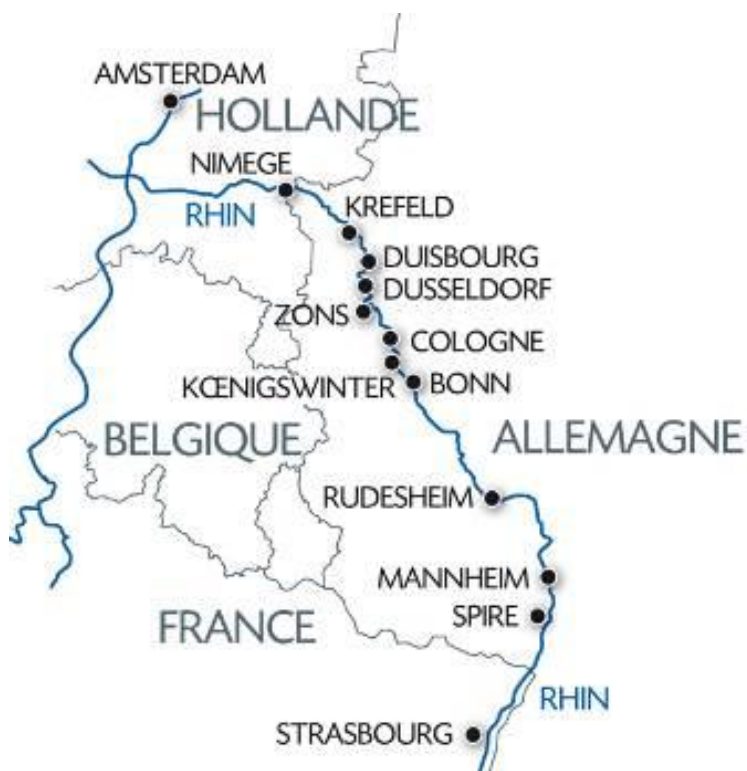 AMSTERDAM
HOLLANDE
NIMEGE
RHIN
KREFELD
DUISBOURG
DUSSELDORF
ZONS
COLOGNE
KŒNIGSWINTER
BONN
BELGIQUE
ALLEMAGNE
RUDESHEIM
MANNHEIM
SPIRE
FRANCE
RHIN
STRASBOURG